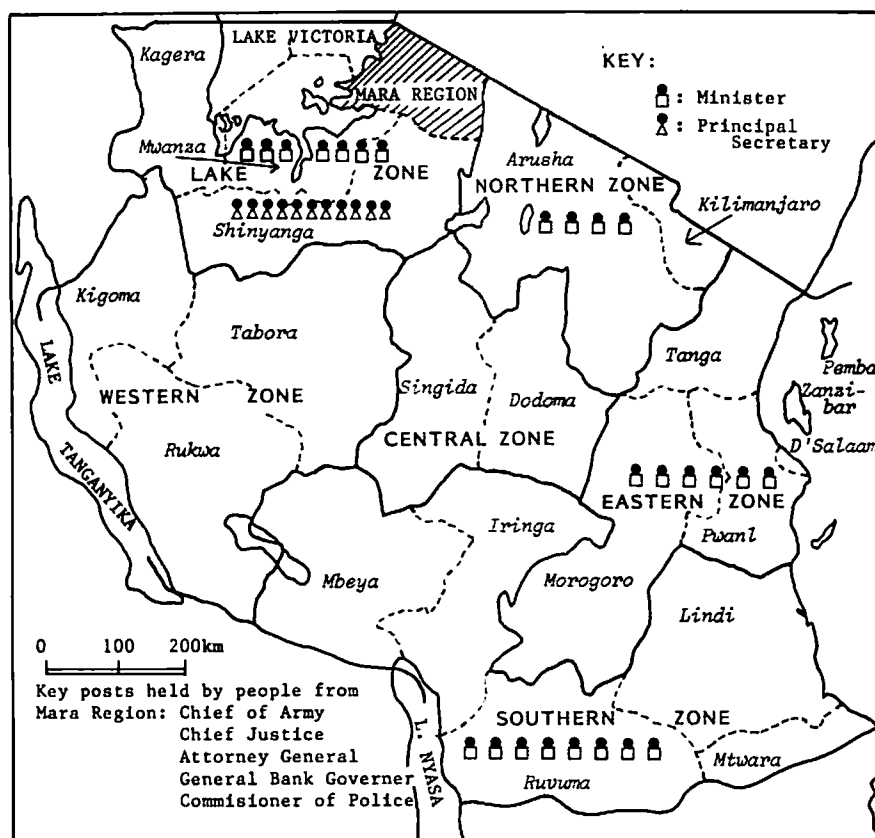 LAKE VICTORIA
Kagera
KEY:
MARA REGION
: Minister
: Principal
Secretary
Mwanza
Arusha
LAKE ZONE
NORTHERN ZONE
Kilimanjaro
Shinyanga
Kigoma
Tabora
Tanga
Pemba
LAKE TANGANYIKA
WESTERN ZONE
Singida
Dodoma
Zanzi-
bar
CENTRAL ZONE
D'Salaam
Rukwa
EASTERN ZONE
Iringa
Pwanl
Mbeya
Morogoro
Lindi
0 100 200km
Key posts held by people from
Mara Region: Chief of Army
Chief Justice
Attorney General
General Bank Governer
Commisioner of Police
L. NYASA
SOUTHERN ZONE
Mtwara
Ruvuma